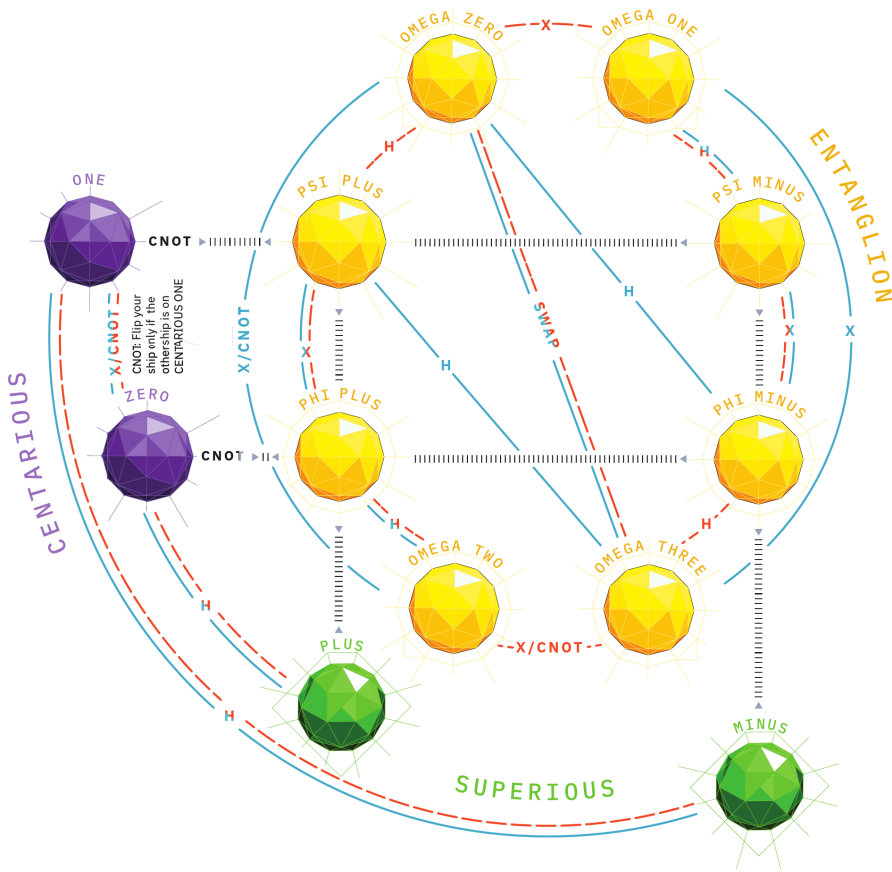 OMEGA ZERO
X
OMEGA ONE
H
H
ENTANGLION
ONE
PSI PLUS
PSI MINUS
CNOT
H
X/CNOT
CNOT: Flip your
ship only if the
othership is on
CENTARIOUS ONE
X/CNOT
SWAP
X
X
X
H
CENTARIOUS
ZERO
PHI PLUS
PHI MINUS
CNOT
H
H
OMEGA TWO
OMEGA THREE
H
X/CNOT
PLUS
H
MINUS
SUPERIOUS